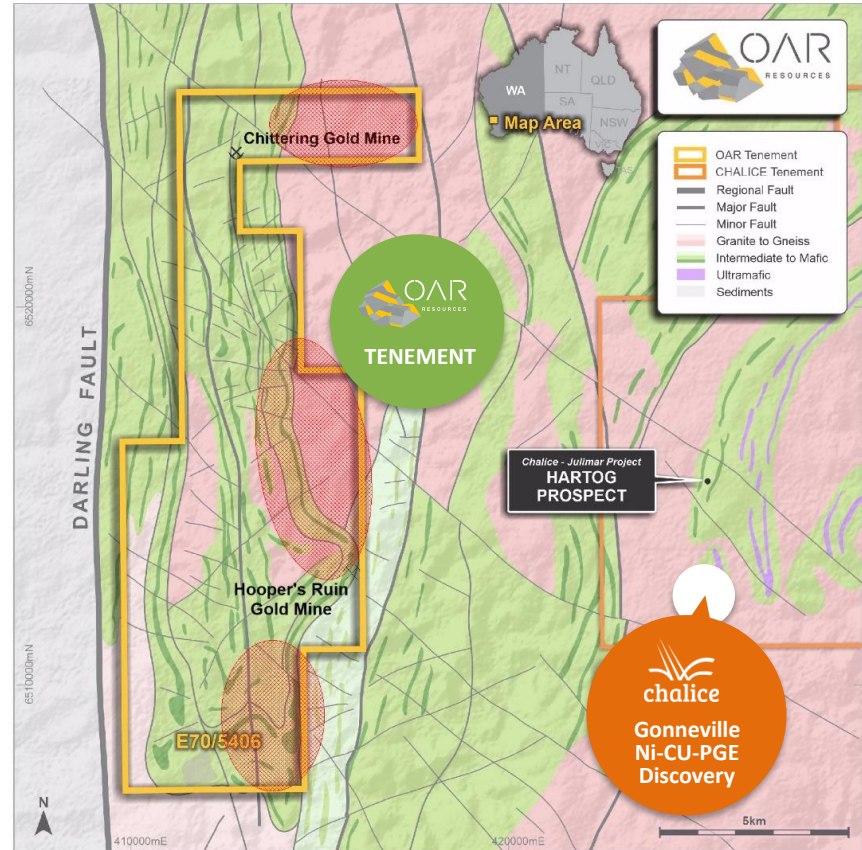 OAR
RESOURCES
WA
NT
QLD
SA
NSW
VIC
TAS
Map Area
OAR Tenement
CHALICE Tenement
Regional Fault
Major Fault
Minor Fault
Granite to Gneiss
Intermediate to Mafic
Ultramafic
Sediments
Chittering Gold Mine
OAR
RESOURCES
TENEMENT
6520000mN
DARLING FAULT
Chalice - Julimar Project
HARTOG
PROSPECT
Hooper's Ruin
Gold Mine
6510000mN
E70/5406
chalice
Gonneville
Ni-CU-PGE
Discovery
N
410000mE
420000mE
5km